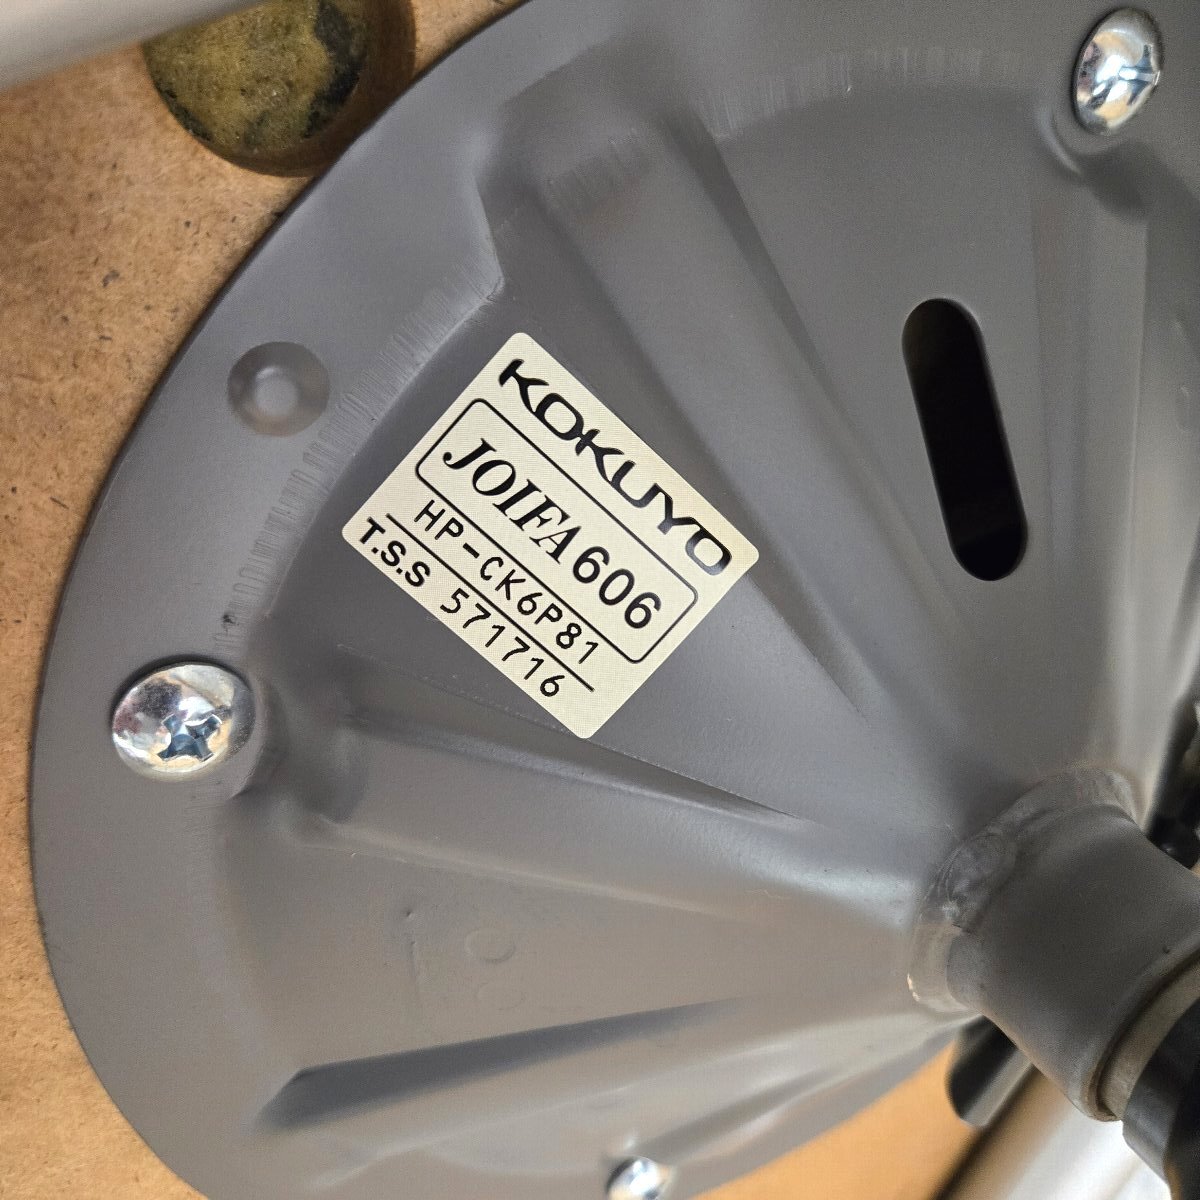 KOKUYO
JOIFA 606
HP-CK6P81
T.S.S 571716